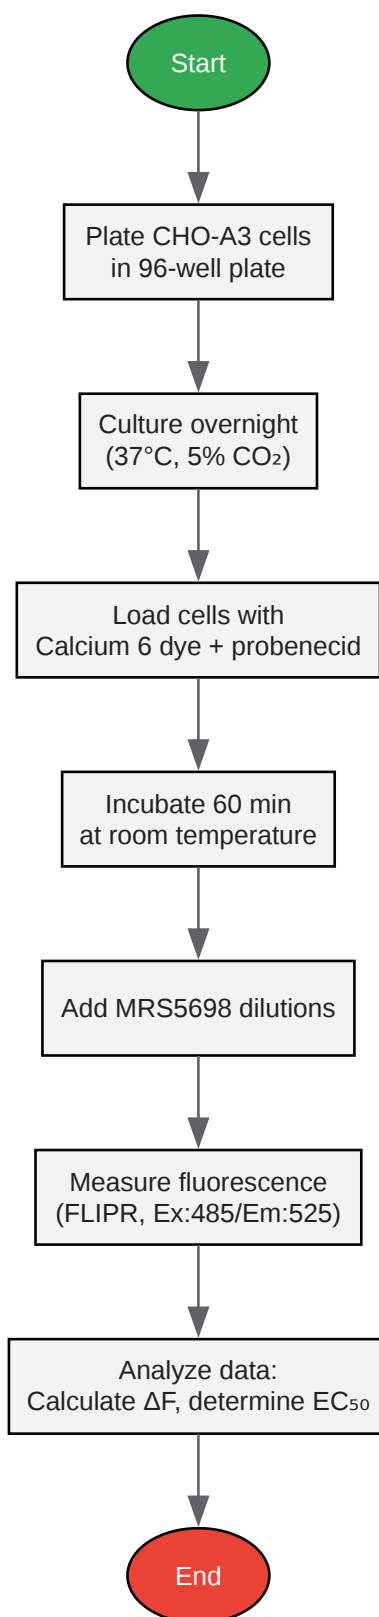 Start
Plate CHO-A3 cells
in 96-well plate
Culture overnight
(37°C, 5% CO₂)
Load cells with
Calcium 6 dye + probenecid
Incubate 60 min
at room temperature
Add MRS5698 dilutions
Measure fluorescence
(FLIPR, Ex:485/Em:525)
Analyze data:
Calculate ΔF, determine EC₅₀
End